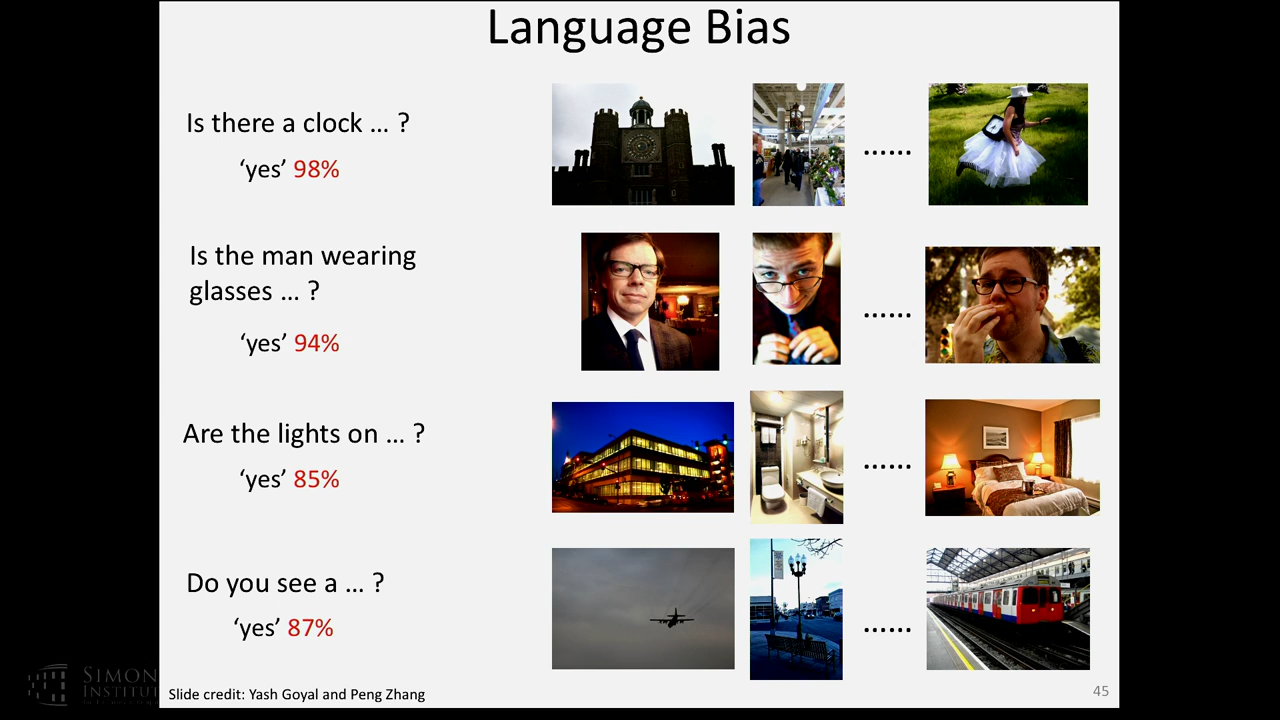 Language Bias
Is there a clock ... ?
‘yes’ 98%
Is the man wearing
glasses ... ?
‘yes’ 94%
Are the lights on ... ?
‘yes’ 85%
Do you see a ... ?
‘yes’ 87%
......
......
......
......
SIMON
INSTITU
Slide credit: Yash Goyal and Peng Zhang
45